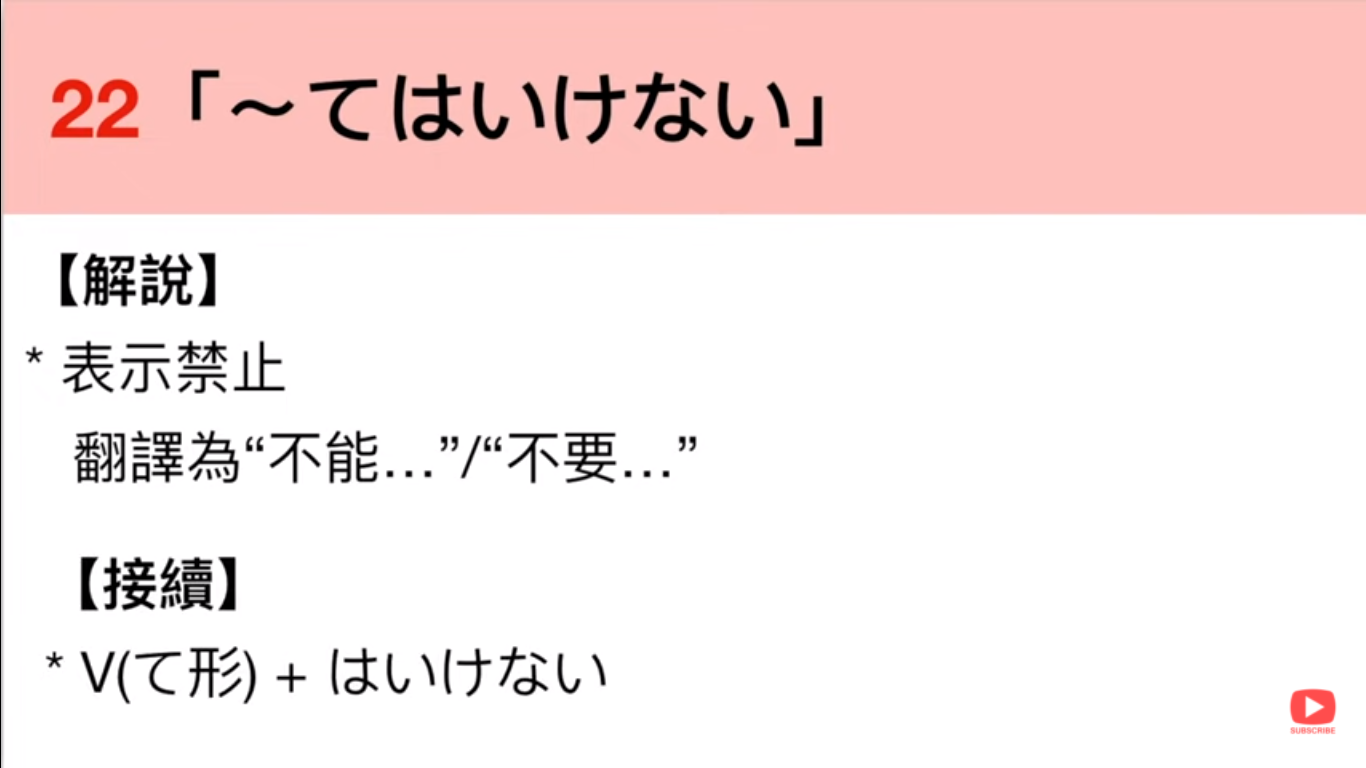 22「～てはいけない」
【解說】
* 表示禁止
翻譯為“不能…”/“不要…”
【接續】
* V(て形) + はいけない
SUBSCRIBE